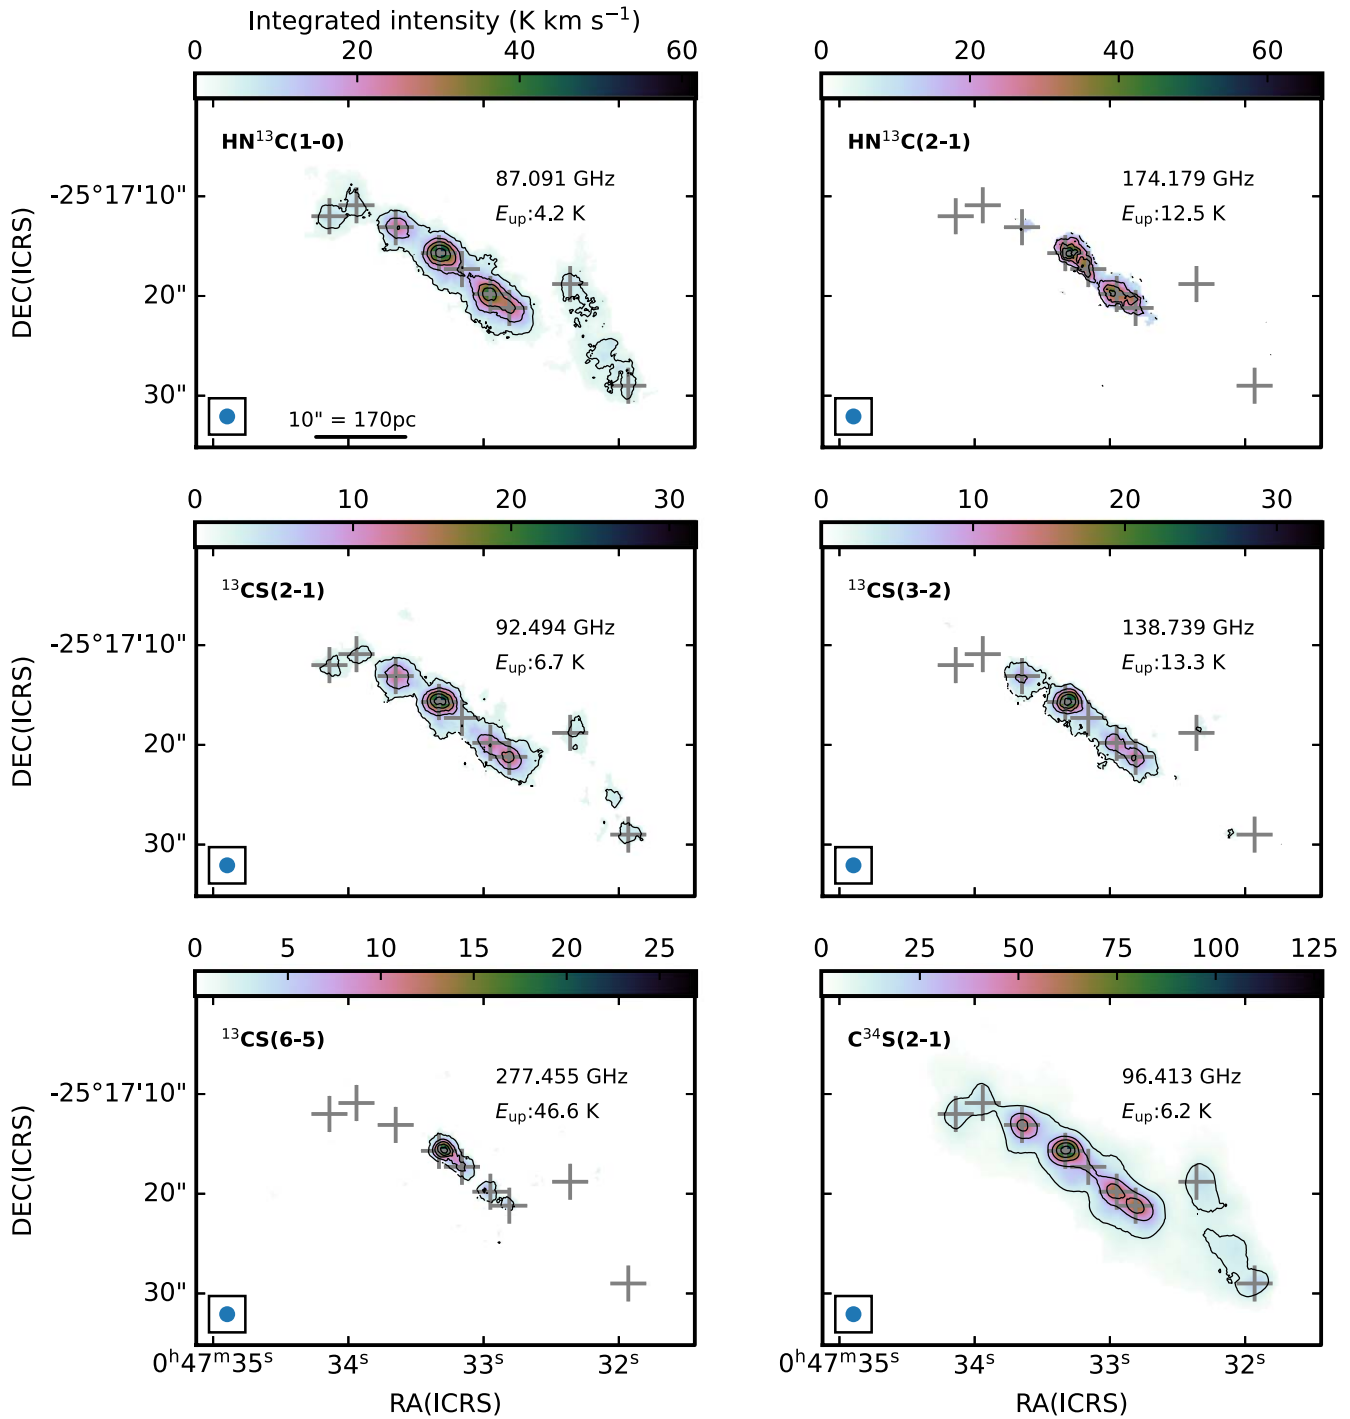 Integrated intensity (K km s⁻¹)
0 20 40 60
0 20 40 60
HN¹³C(1-0)
87.091 GHz
E_up:4.2 K
-25°17'10"
20"
30"
DEC(ICRS)
10" = 170pc
HN¹³C(2-1)
174.179 GHz
E_up:12.5 K
0 10 20 30
0 10 20 30
¹³CS(2-1)
92.494 GHz
E_up:6.7 K
-25°17'10"
20"
30"
DEC(ICRS)
¹³CS(3-2)
138.739 GHz
E_up:13.3 K
0 5 10 15 20 25
0 25 50 75 100 125
¹³CS(6-5)
277.455 GHz
E_up:46.6 K
-25°17'10"
20"
30"
DEC(ICRS)
C³⁴S(2-1)
96.413 GHz
E_up:6.2 K
0ʰ47ᵐ35ˢ 34ˢ 33ˢ 32ˢ
0ʰ47ᵐ35ˢ 34ˢ 33ˢ 32ˢ
RA(ICRS)
RA(ICRS)